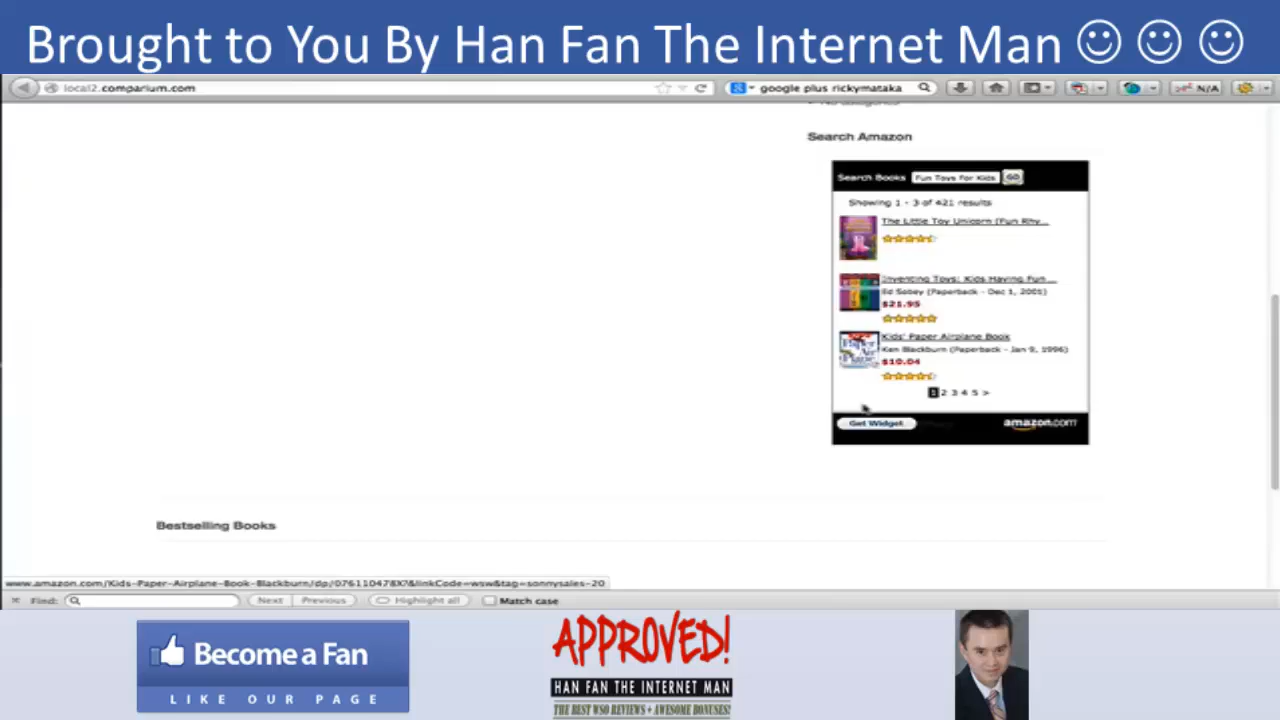 Brought to You By Han Fan The Internet Man ☺ ☺ ☺
local2.comparium.com
google plus rickymataka
N/A
No categories
Search Amazon
Search Books Fun Toys For Kids GO
Showing 1 - 3 of 421 results
The Little Toy Unicorn (Fun Rhy...
Inventing Toys: Kids Having Fun ...
Ed Sobey (Paperback - Dec 1, 2001)
$21.95
Kids' Paper Airplane Book
Ken Blackburn (Paperback - Jan 9, 1996)
$10.04
1 2 3 4 5 >
Get Widget
amazon.com
Bestselling Books
www.amazon.com/Kids-Paper-Airplane-Book-Blackburn/dp/076110478X?&linkCode=wsw&tag=sonnysales-20
Find: Next Previous Highlight all Match case
Become a Fan
LIKE OUR PAGE
APPROVED!
HAN FAN THE INTERNET MAN
THE BEST WSO REVIEWS + AWESOME BONUSES!